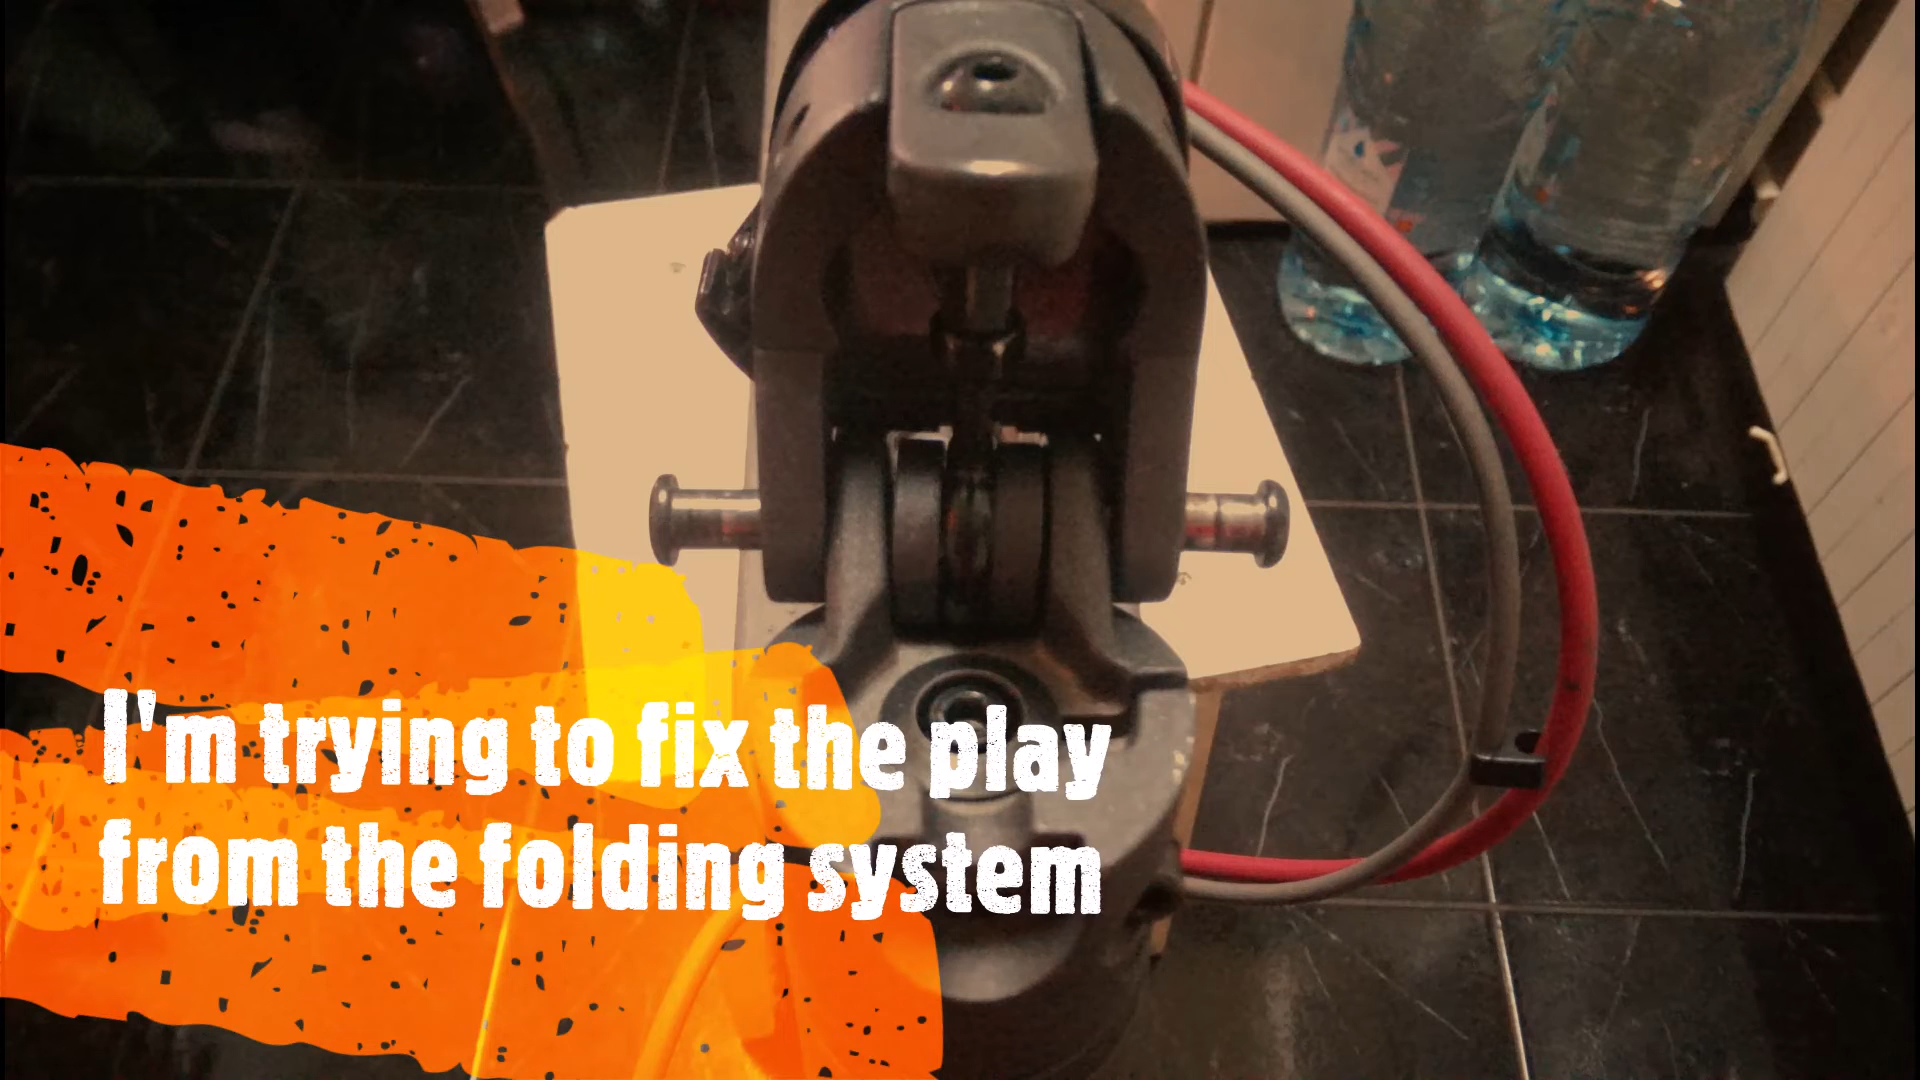 I'm trying to fix the play
from the folding system